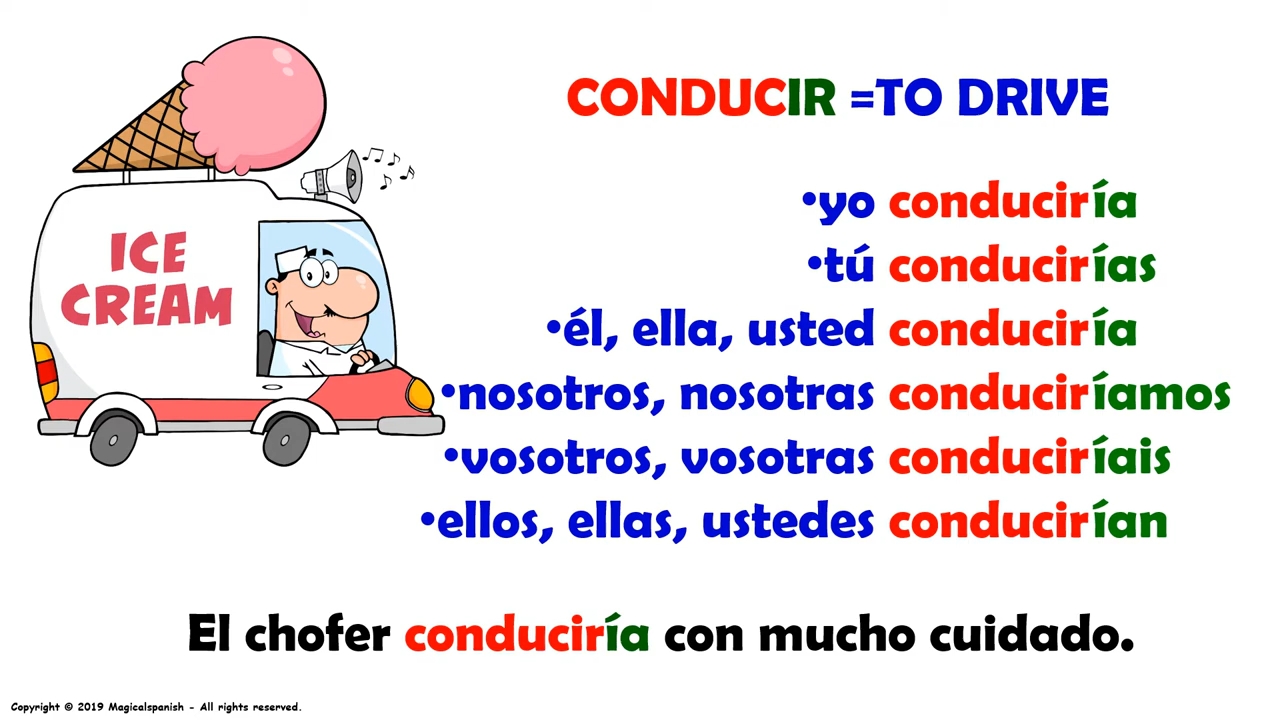 CONDUCIR =TO DRIVE
ICE
CREAM
•yo conduciría
•tú conducirías
•él, ella, usted conduciría
•nosotros, nosotras conduciríamos
•vosotros, vosotras conduciríais
•ellos, ellas, ustedes conducirían
El chofer conduciría con mucho cuidado.
Copyright © 2019 Magicalspanish - All rights reserved.